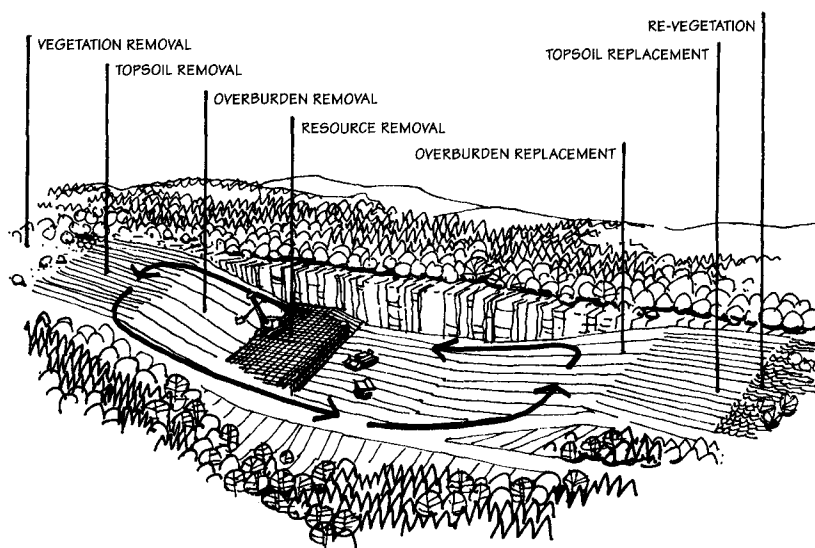 VEGETATION REMOVAL
TOPSOIL REMOVAL
OVERBURDEN REMOVAL
RESOURCE REMOVAL
OVERBURDEN REPLACEMENT
TOPSOIL REPLACEMENT
RE-VEGETATION